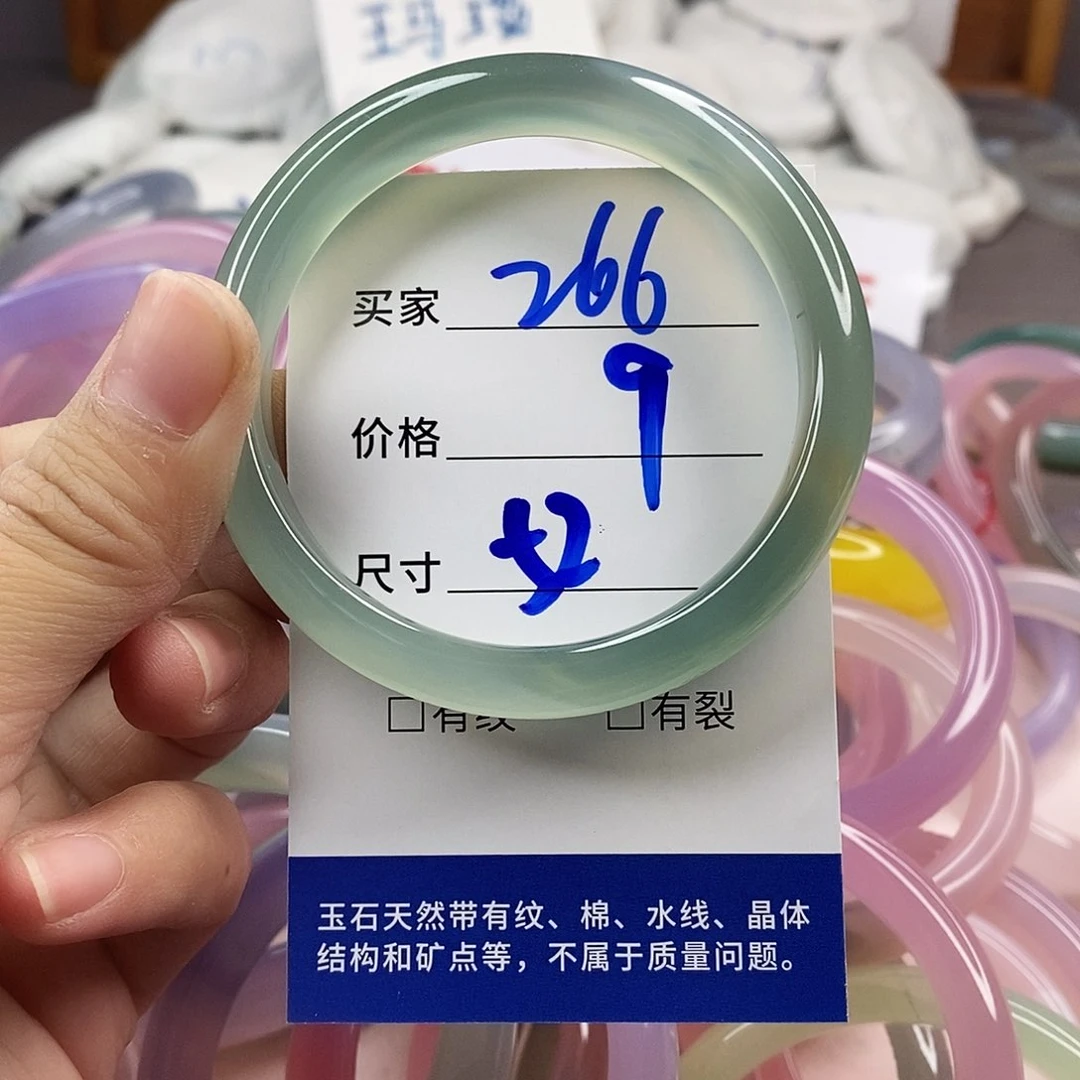 玛瑙
买家 266
价格 9
尺寸
□有纹 □有裂
玉石天然带有纹、棉、水线、晶体
结构和矿点等，不属于质量问题。